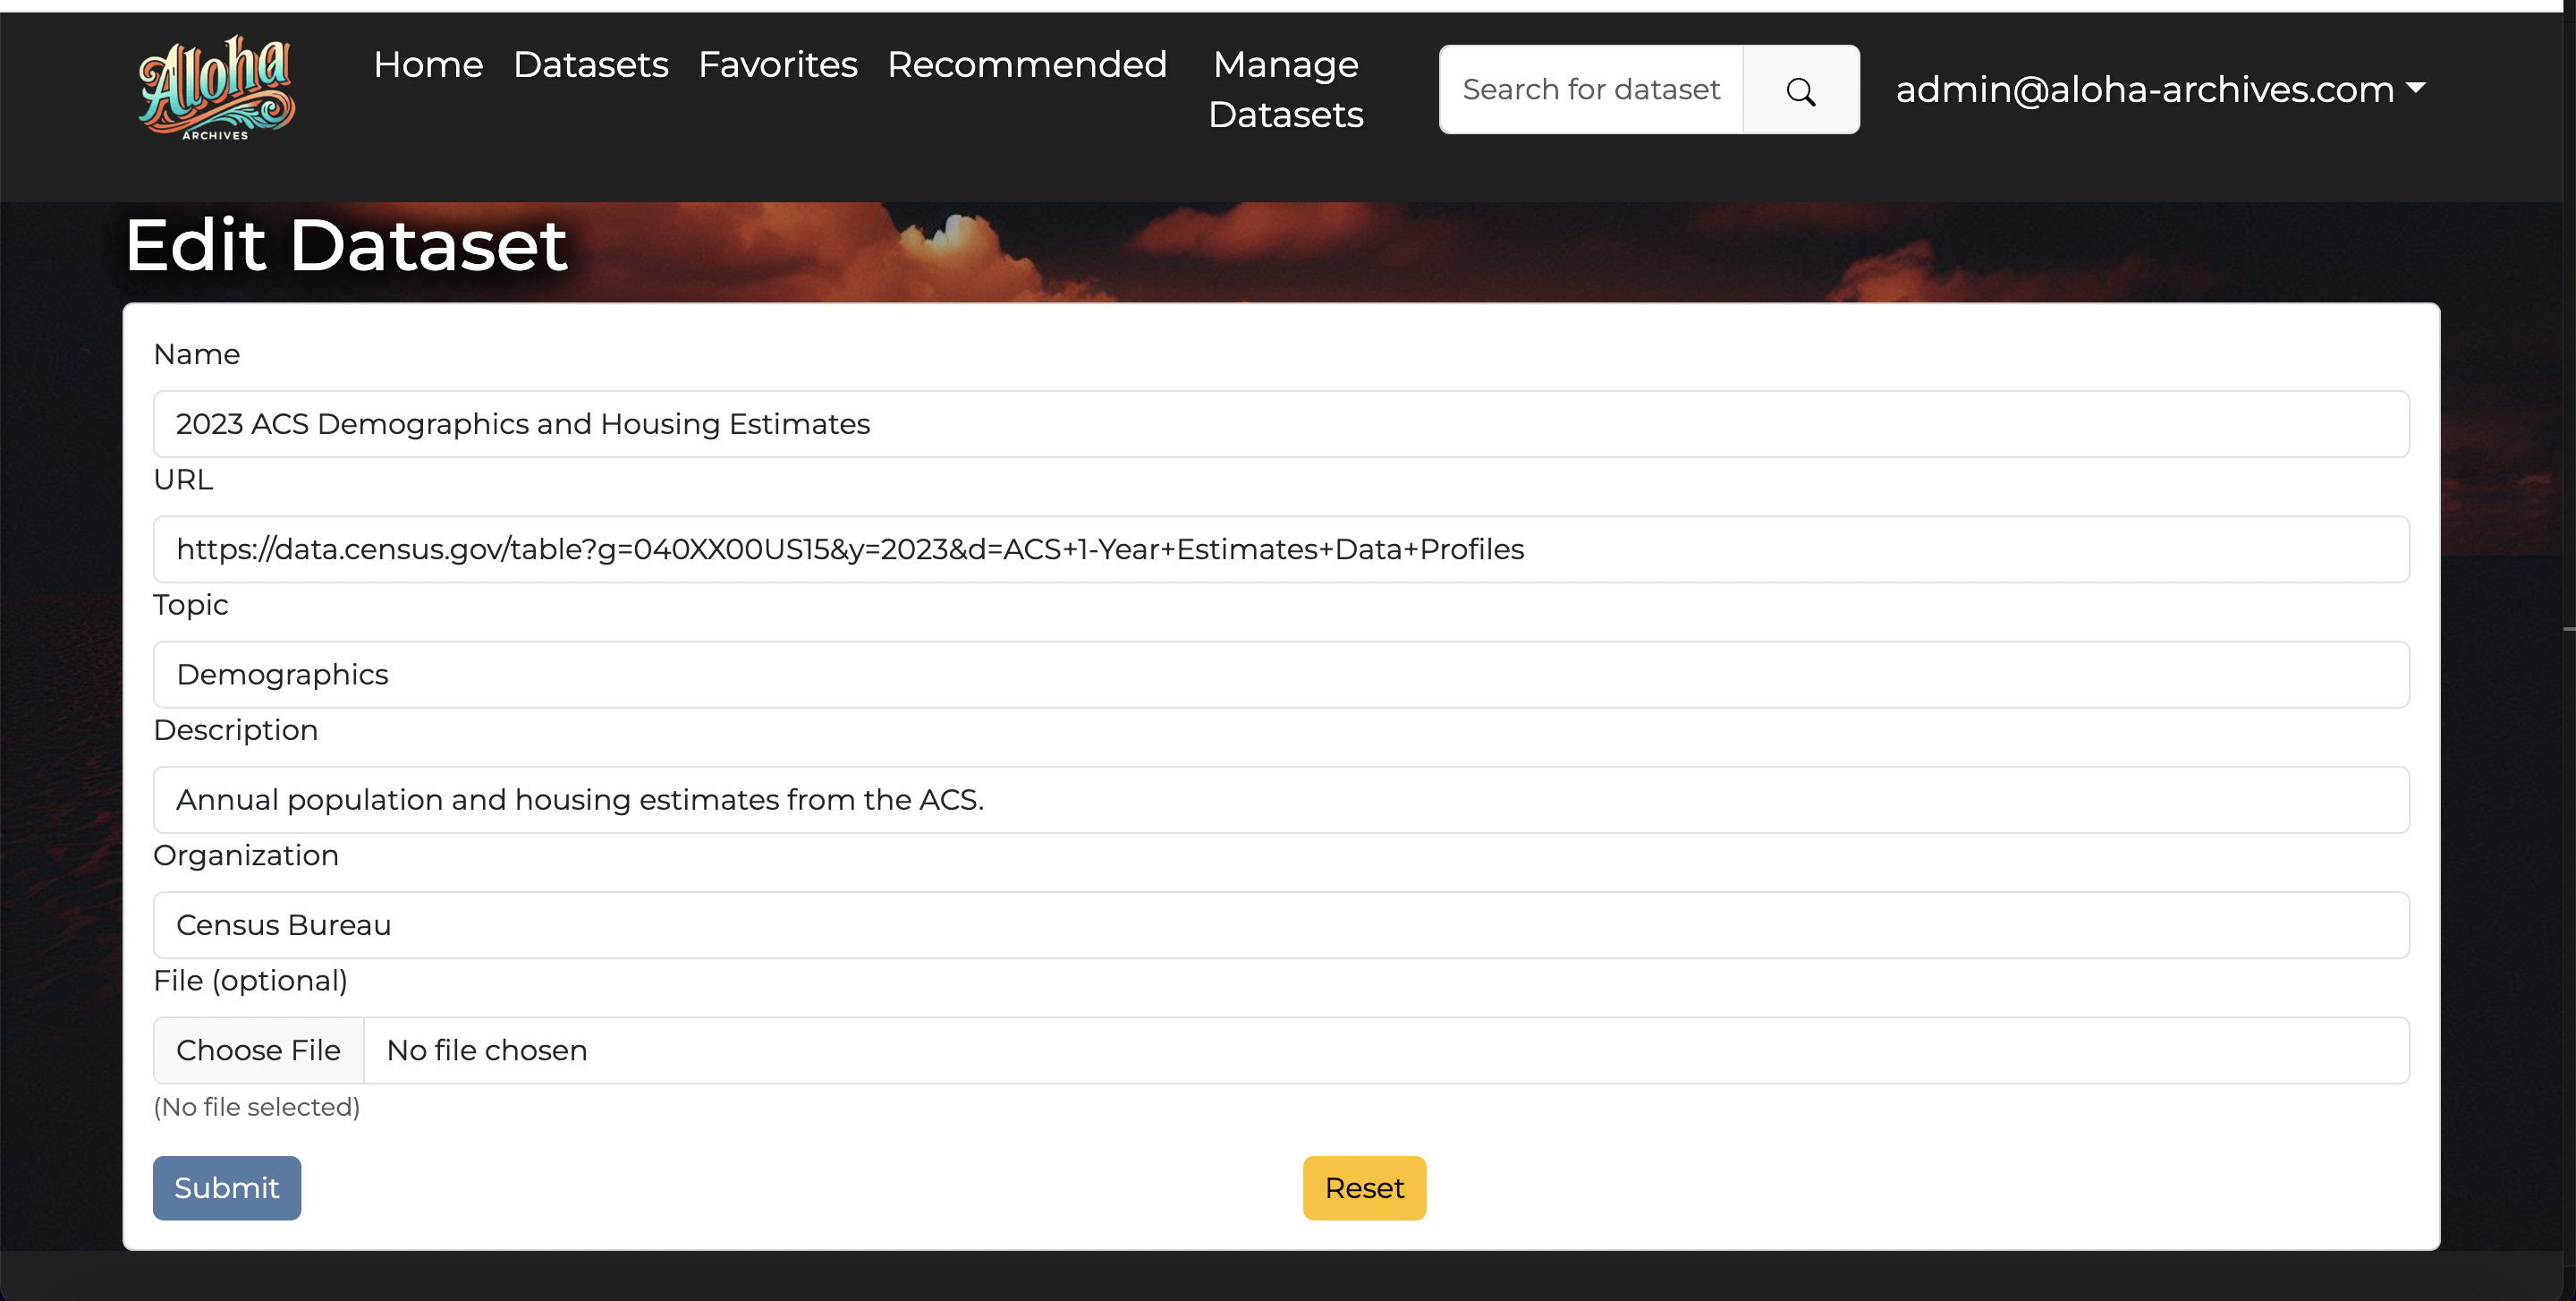 Aloha
ARCHIVES
Home Datasets Favorites Recommended Manage
Datasets
Search for dataset
admin@aloha-archives.com
Edit Dataset
Name
2023 ACS Demographics and Housing Estimates
URL
https://data.census.gov/table?g=040XX00US15&y=2023&d=ACS+1-Year+Estimates+Data+Profiles
Topic
Demographics
Description
Annual population and housing estimates from the ACS.
Organization
Census Bureau
File (optional)
Choose File No file chosen
(No file selected)
Submit Reset